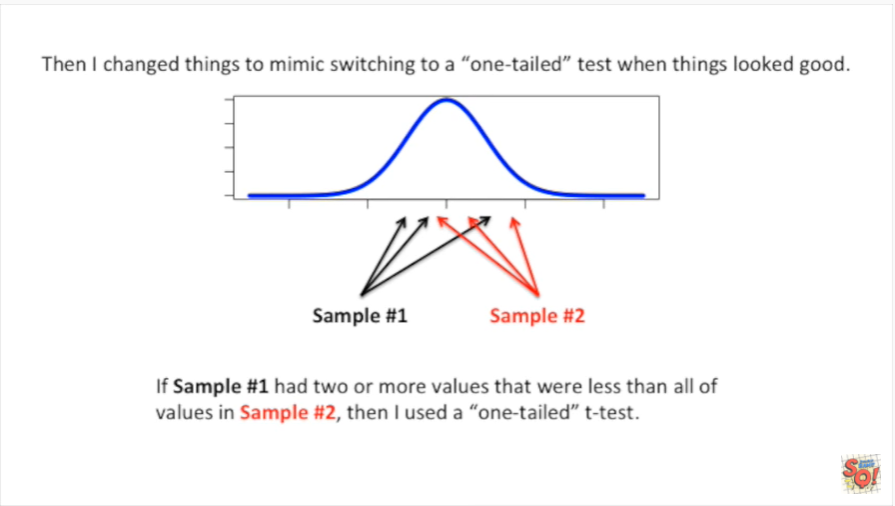 Then I changed things to mimic switching to a “one-tailed” test when things looked good.
Sample #1
Sample #2
If Sample #1 had two or more values that were less than all of
values in Sample #2, then I used a “one-tailed” t-test.
SQ!